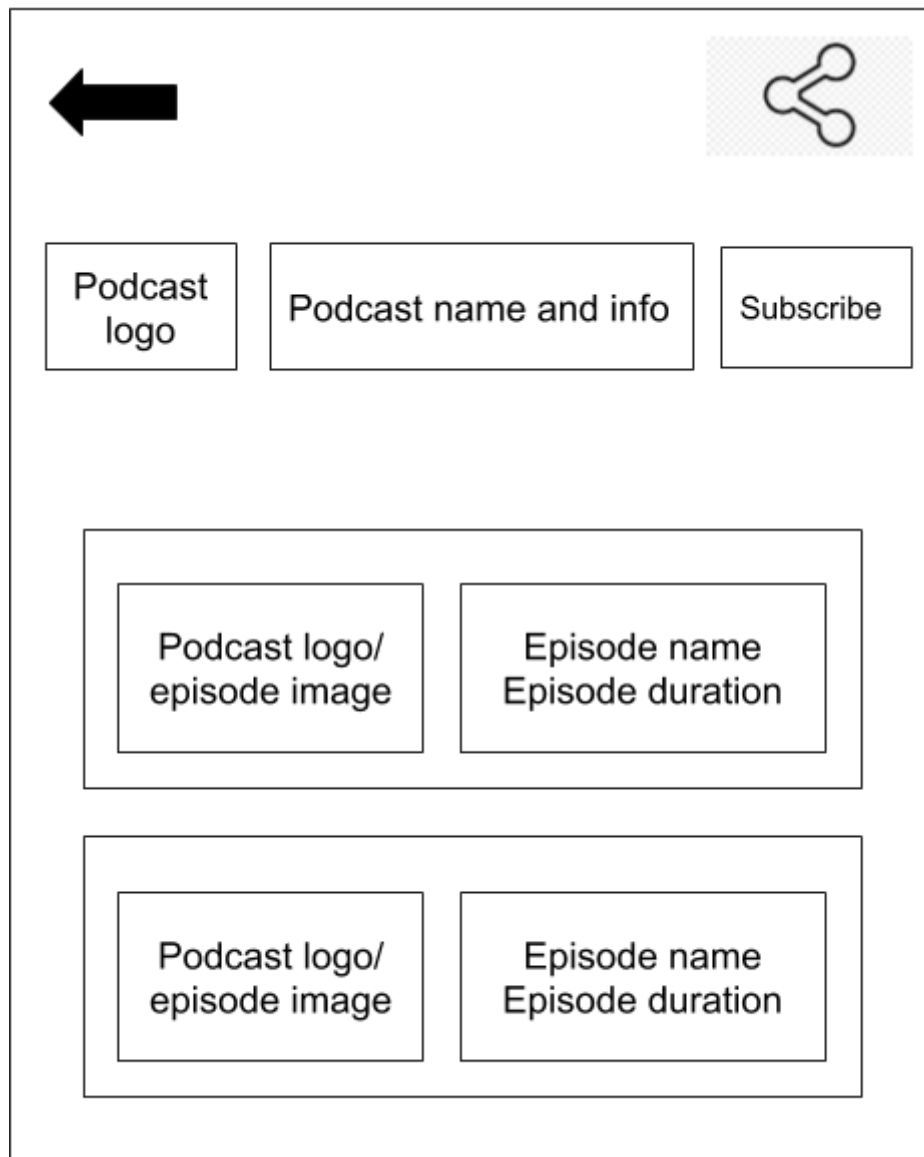 Podcast
logo
Podcast name and info
Subscribe
Podcast logo/
episode image
Episode name
Episode duration
Podcast logo/
episode image
Episode name
Episode duration